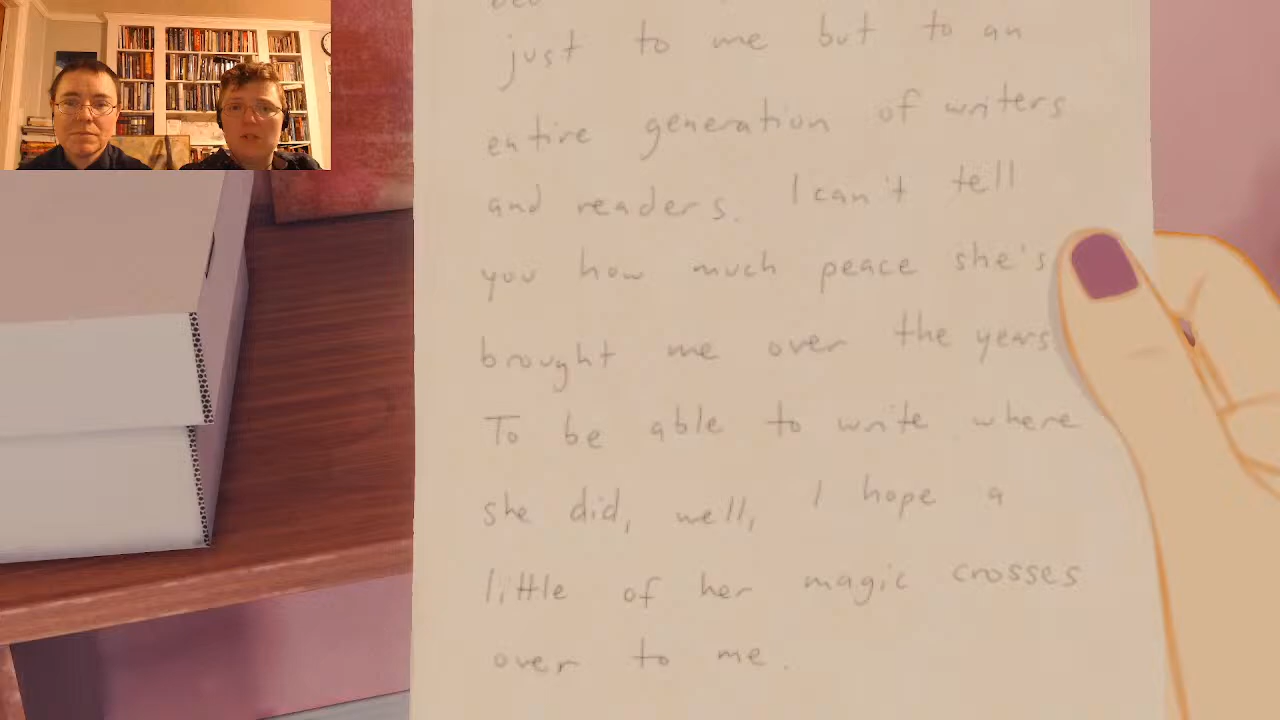 just to me but to an
entire generation of writers
and readers. I can't tell
you how much peace she's
brought me over the years
To be able to write where
she did, well, I hope a
little of her magic crosses
over to me.